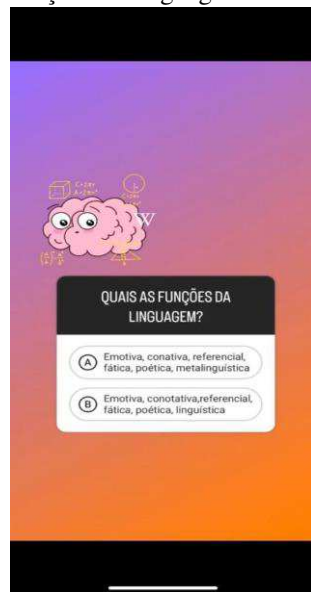 W
QUAIS AS FUNÇÕES DA
LINGUAGEM?
A Emotiva, conativa, referencial,
fática, poética, metalinguística
B Emotiva, conotativa,referencial,
fática, poética, linguística